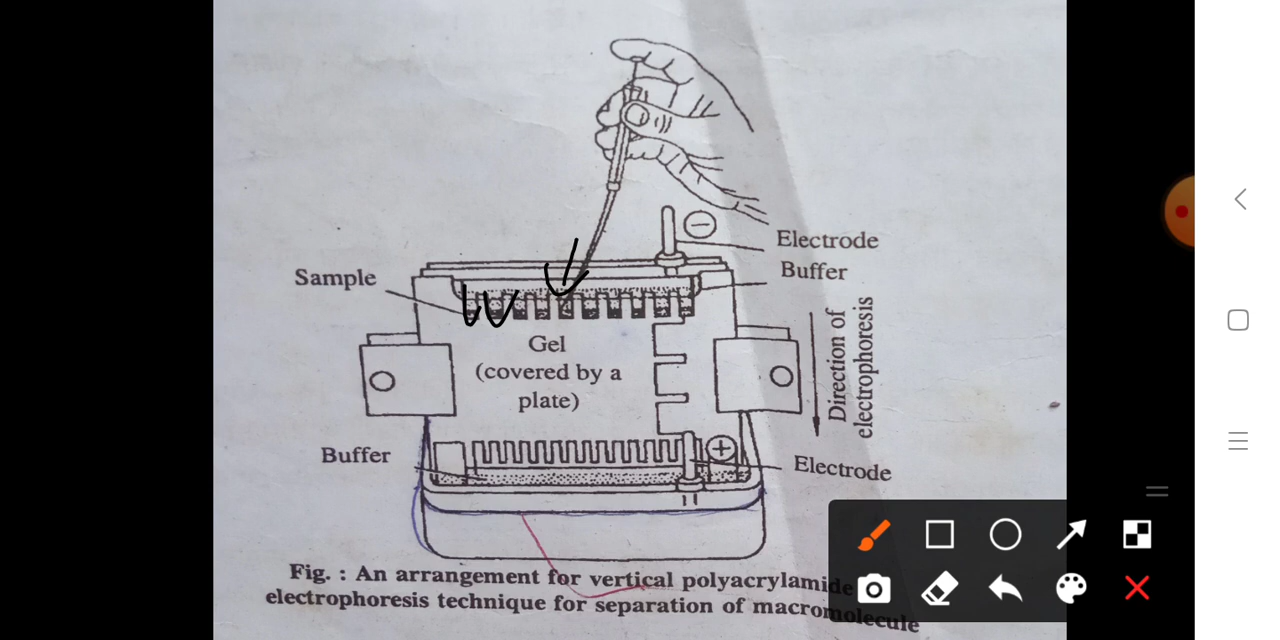 Electrode
Buffer
Sample
Gel
(covered by a
plate)
Direction of
electrophoresis
Buffer
Electrode
Fig. : An arrangement for vertical polyacrylamide
electrophoresis technique for separation of macromolecule